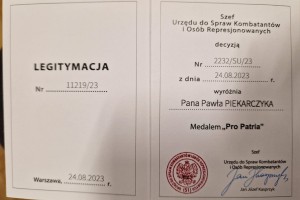 LEGITYMACJA
Nr 11219/23
Warszawa, 24.08.2023
Szef
Urzędu do Spraw Kombatantów
i Osób Represjonowanych
decyzją
Nr 2232/SU/23
z dnia 24.08.2023 r.
wyróżnia
Pana Pawła PIEKARCZYKA
Medalem „Pro Patria”
Szef
Urzędu do Spraw Kombatantów
i Osób Represjonowanych
Jan Józef Kasprzyk